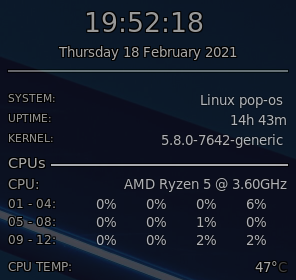 19:52:18
Thursday 18 February 2021
SYSTEM: Linux pop-os
UPTIME: 14h 43m
KERNEL: 5.8.0-7642-generic
CPUs
CPU: AMD Ryzen 5 @ 3.60GHz
01 - 04: 0% 0% 0% 6%
05 - 08: 0% 0% 1% 0%
09 - 12: 0% 0% 2% 2%
CPU TEMP: 47°C